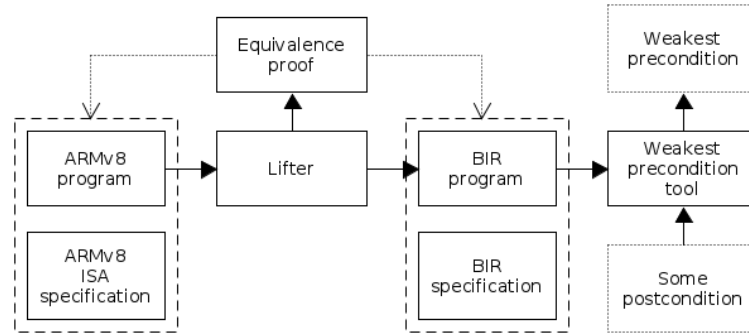 Equivalence
proof
Weakest
precondition
ARMv8
program
Lifter
BIR
program
Weakest
precondition
tool
ARMv8
ISA
specification
BIR
specification
Some
postcondition